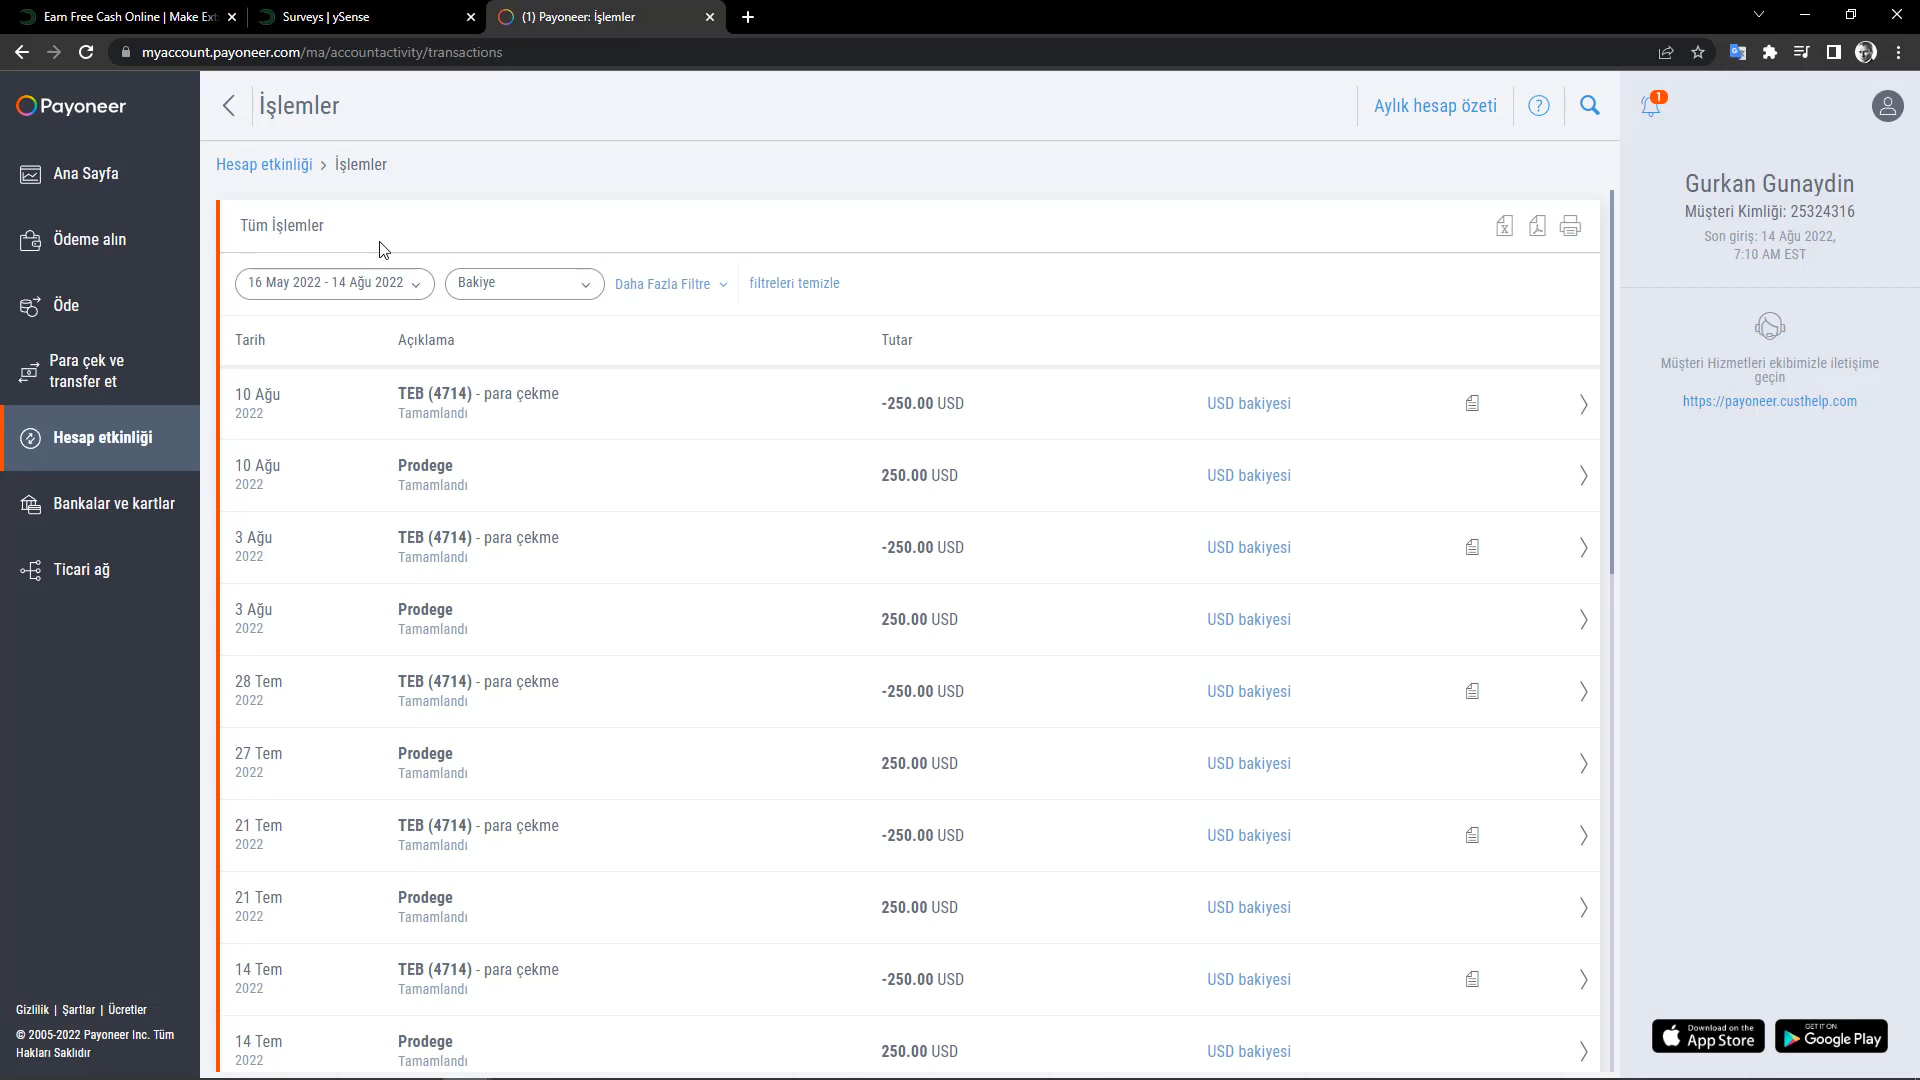 Earn Free Cash Online | Make Ext
Surveys | ySense
(1) Payoneer: İşlemler
myaccount.payoneer.com/ma/accountactivity/transactions
Payoneer
Ana Sayfa
Ödeme alın
Öde
Para çek ve
transfer et
Hesap etkinliği
Bankalar ve kartlar
Ticari ağ
Gizlilik | Şartlar | Ücretler
© 2005-2022 Payoneer Inc. Tüm
Hakları Saklıdır
İşlemler
Aylık hesap özeti
?
Hesap etkinliği > İşlemler
Tüm İşlemler
16 May 2022 - 14 Ağu 2022
Bakiye
Daha Fazla Filtre
filtreleri temizle
Tarih Açıklama Tutar
10 Ağu TEB (4714) - para çekme
2022 Tamamlandı
-250.00 USD USD bakiyesi
10 Ağu Prodege
2022 Tamamlandı
250.00 USD USD bakiyesi
3 Ağu TEB (4714) - para çekme
2022 Tamamlandı
-250.00 USD USD bakiyesi
3 Ağu Prodege
2022 Tamamlandı
250.00 USD USD bakiyesi
28 Tem TEB (4714) - para çekme
2022 Tamamlandı
-250.00 USD USD bakiyesi
27 Tem Prodege
2022 Tamamlandı
250.00 USD USD bakiyesi
21 Tem TEB (4714) - para çekme
2022 Tamamlandı
-250.00 USD USD bakiyesi
21 Tem Prodege
2022 Tamamlandı
250.00 USD USD bakiyesi
14 Tem TEB (4714) - para çekme
2022 Tamamlandı
-250.00 USD USD bakiyesi
14 Tem Prodege
2022 Tamamlandı
250.00 USD USD bakiyesi
1
Gurkan Gunaydin
Müşteri Kimliği: 25324316
Son giriş: 14 Ağu 2022,
7:10 AM EST
Müşteri Hizmetleri ekibimizle iletişime
geçin
https://payoneer.custhelp.com
Download on the
App Store
GET IT ON
Google Play